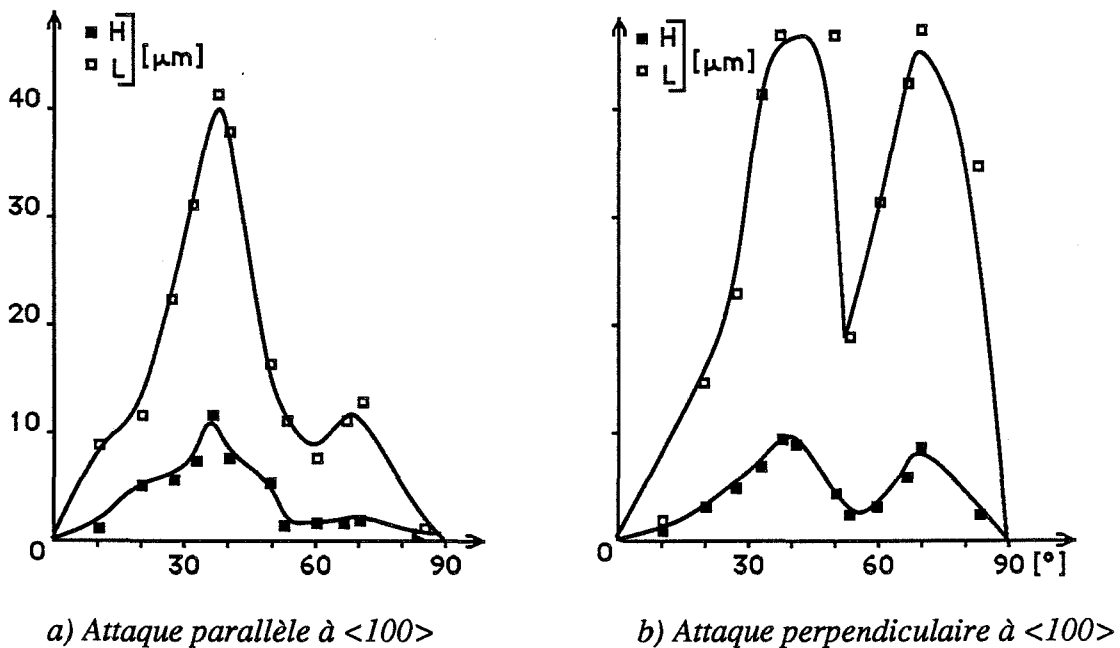 H
L
[µm]
40
30
20
10
0
30
60
90
H
L
[µm]
0
30
60
90 [°]
a) Attaque parallèle à <100>
b) Attaque perpendiculaire à <100>